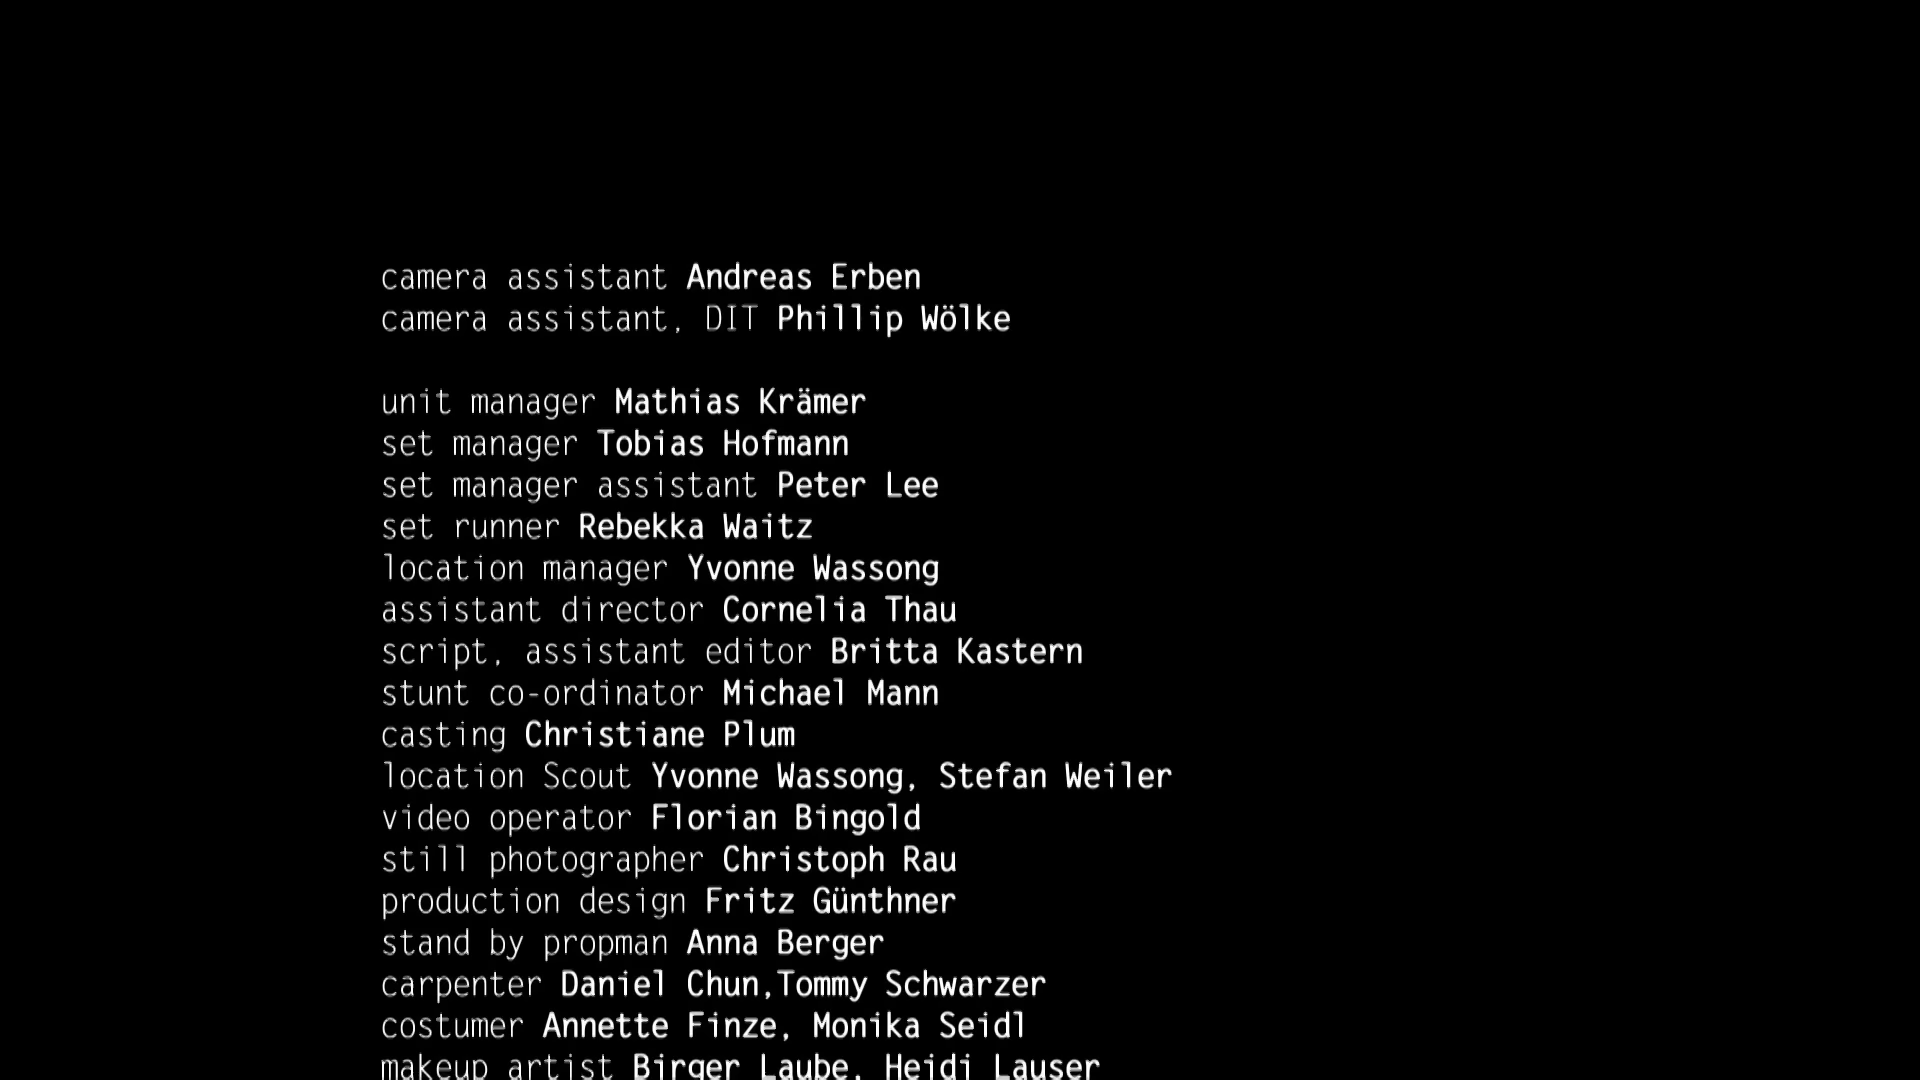 camera assistant Andreas Erben
camera assistant, DIT Phillip Wölke
unit manager Mathias Krämer
set manager Tobias Hofmann
set manager assistant Peter Lee
set runner Rebekka Waitz
location manager Yvonne Wassong
assistant director Cornelia Thau
script, assistant editor Britta Kastern
stunt co-ordinator Michael Mann
casting Christiane Plum
location Scout Yvonne Wassong, Stefan Weiler
video operator Florian Bingold
still photographer Christoph Rau
production design Fritz Günthner
stand by propman Anna Berger
carpenter Daniel Chun,Tommy Schwarzer
costumer Annette Finze, Monika Seidl
makeup artist Birger Laube, Heidi Lauser